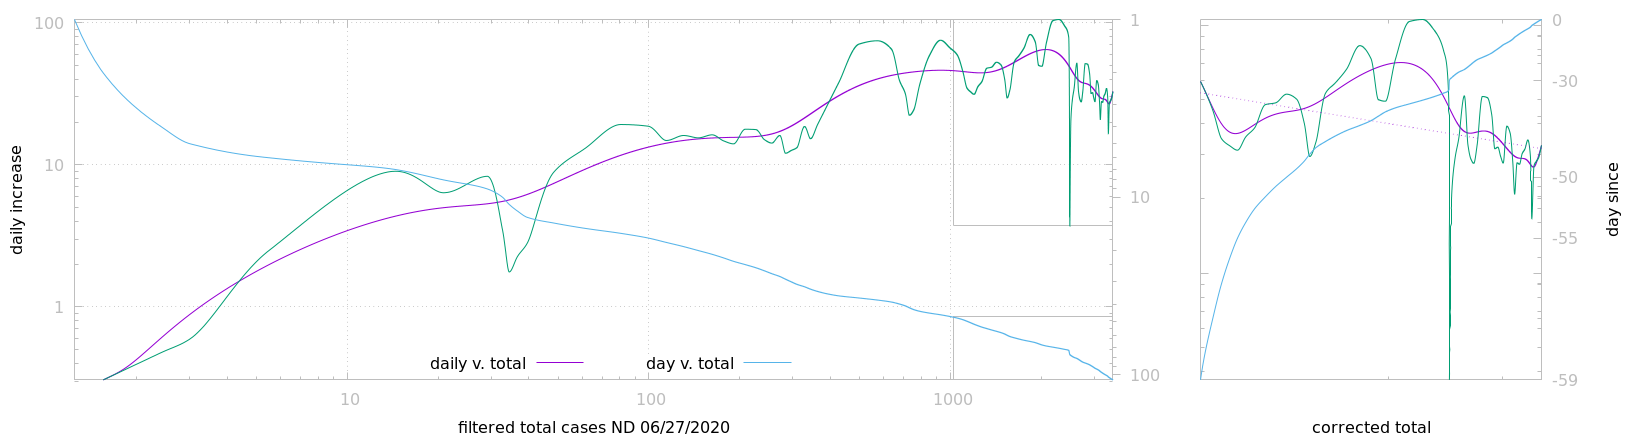 100
10
1
daily increase
10
100
1000
filtered total cases ND 06/27/2020
daily v. total
day v. total
1
10
100
0
-30
-50
-55
-59
day since
corrected total